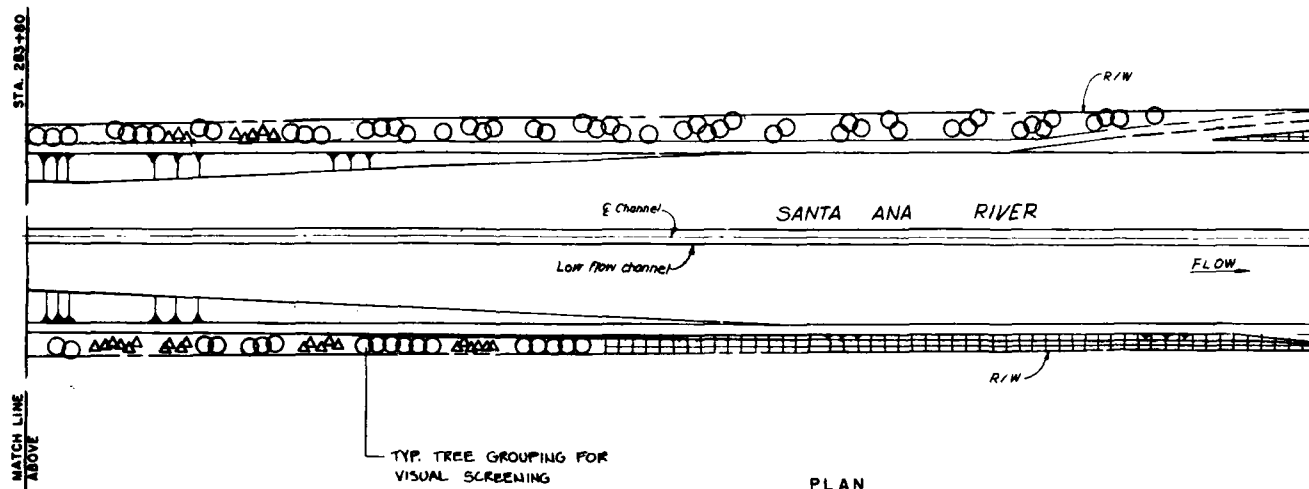 STA. 283+80
R/W
℄ Channel
SANTA ANA RIVER
Low flow channel
FLOW
R/W
MATCH LINE
ABOVE
TYP. TREE GROUPING FOR
VISUAL SCREENING
PLAN